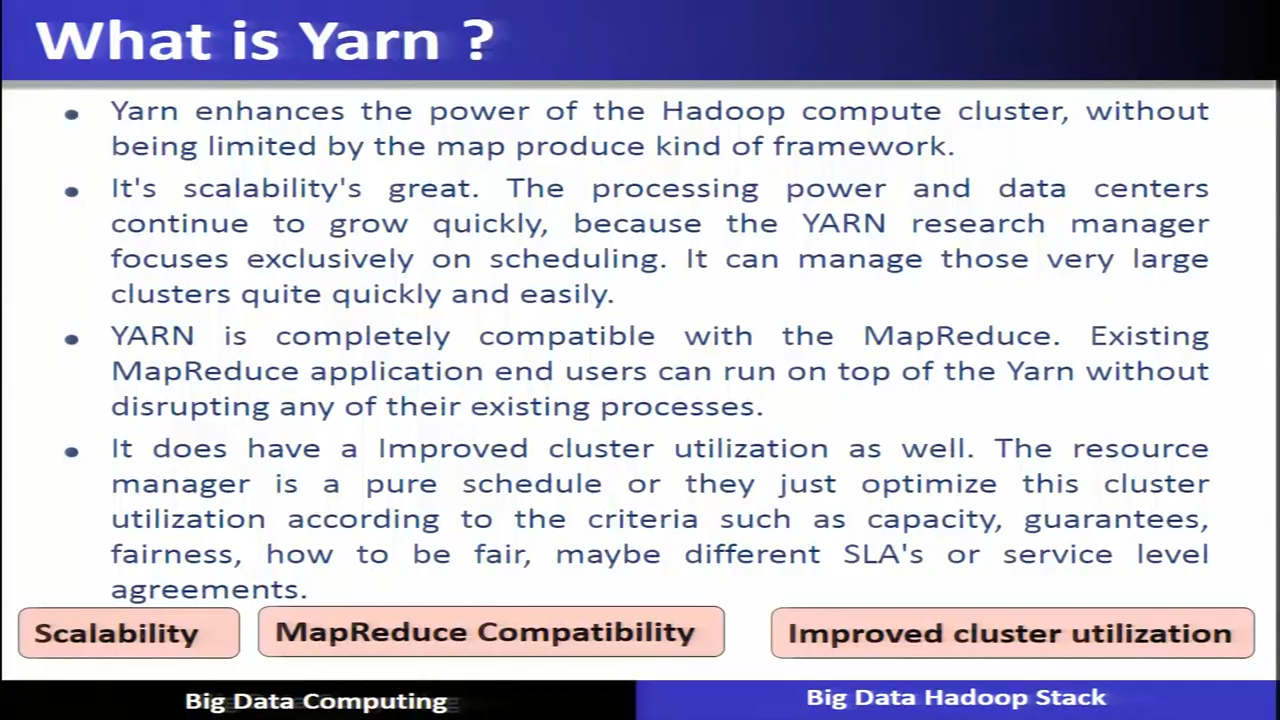 What is Yarn ?
• Yarn enhances the power of the Hadoop compute cluster, without
being limited by the map produce kind of framework.
• It's scalability's great. The processing power and data centers
continue to grow quickly, because the YARN research manager
focuses exclusively on scheduling. It can manage those very large
clusters quite quickly and easily.
• YARN is completely compatible with the MapReduce. Existing
MapReduce application end users can run on top of the Yarn without
disrupting any of their existing processes.
• It does have a Improved cluster utilization as well. The resource
manager is a pure schedule or they just optimize this cluster
utilization according to the criteria such as capacity, guarantees,
fairness, how to be fair, maybe different SLA's or service level
agreements.
Scalability
MapReduce Compatibility
Improved cluster utilization
Big Data Computing
Big Data Hadoop Stack